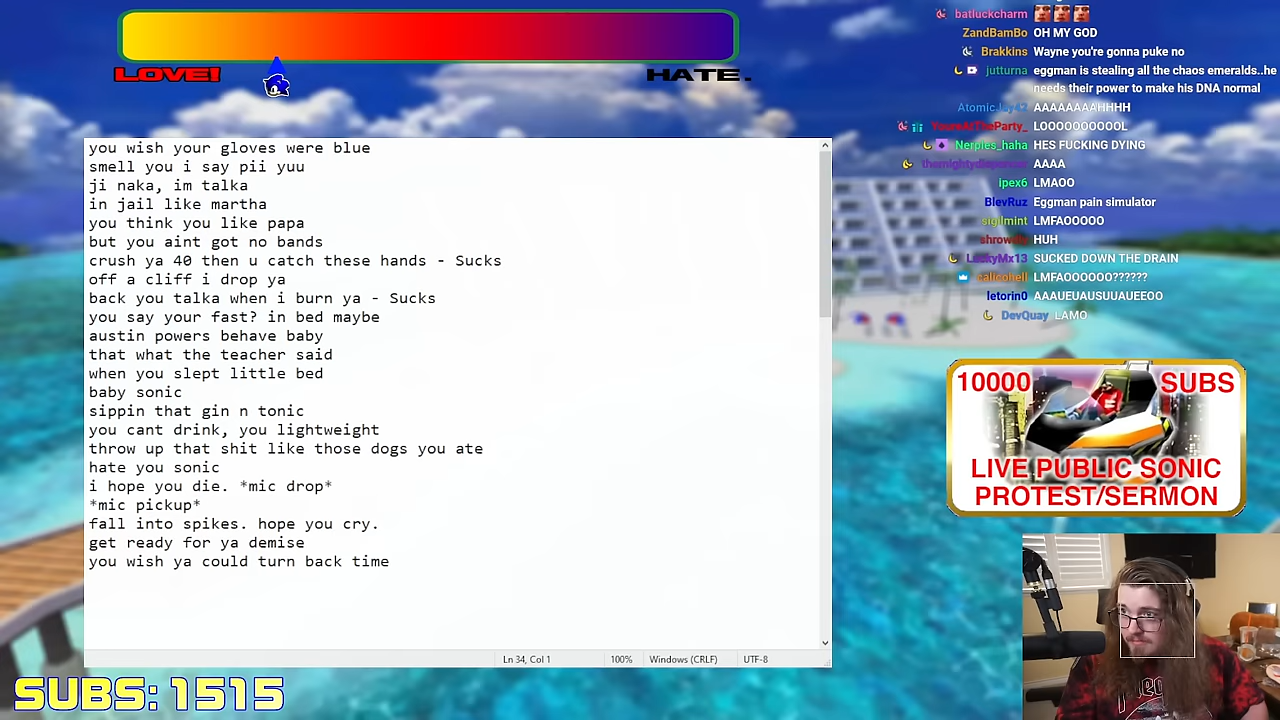 LOVE!
HATE.
you wish your gloves were blue
smell you i say pii yuu
ji naka, im talka
in jail like martha
you think you like papa
but you aint got no bands
crush ya 40 then u catch these hands - Sucks
off a cliff i drop ya
back you talka when i burn ya - Sucks
you say your fast? in bed maybe
austin powers behave baby
that what the teacher said
when you slept little bed
baby sonic
sippin that gin n tonic
you cant drink, you lightweight
throw up that shit like those dogs you ate
hate you sonic
i hope you die. *mic drop*
*mic pickup*
fall into spikes. hope you cry.
get ready for ya demise
you wish ya could turn back time
Ln 34, Col 1
100%
Windows (CRLF)
UTF-8
SUBS: 1515
batluckcharm
ZandBamBo OH MY GOD
Brakkins Wayne you're gonna puke no
jutturna eggman is stealing all the chaos emeralds..he
needs their power to make his DNA normal
AAAAAAAAHHHH
YoureAtTheParty_ LOOOOOOOOOL
Nerpies_haha HES FUCKING DYING
AAAA
ipex6 LMAOO
BlevRuz Eggman pain simulator
sigilmint LMFAOOOOO
HUH
LuckyMx13 SUCKED DOWN THE DRAIN
calicohell LMFAOOOOOO??????
letorin0 AAAUEUAUSUUAUEEOO
DevQuay LAMO
10000 SUBS
LIVE PUBLIC SONIC
PROTEST/SERMON